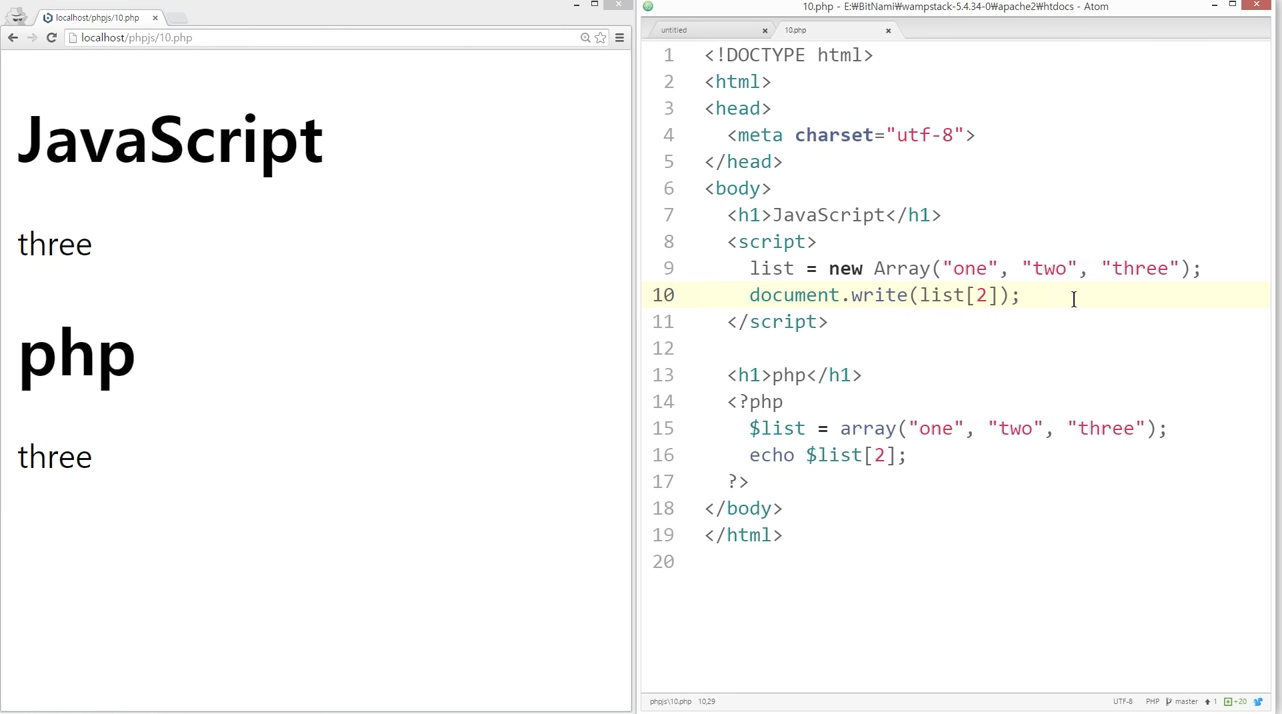 localhost/phpjs/10.php
localhost/phpjs/10.php
JavaScript
three
php
three
10.php - E:₩BitNami₩wampstack-5.4.34-0₩apache2₩htdocs - Atom
untitled
10.php
1 <!DOCTYPE html>
2 <html>
3 <head>
4 <meta charset="utf-8">
5 </head>
6 <body>
7 <h1>JavaScript</h1>
8 <script>
9 list = new Array("one", "two", "three");
10 document.write(list[2]);
11 </script>
12
13 <h1>php</h1>
14 <?php
15 $list = array("one", "two", "three");
16 echo $list[2];
17 ?>
18 </body>
19 </html>
20
phpjs\10.php 10,29
UTF-8 PHP master 1 +20